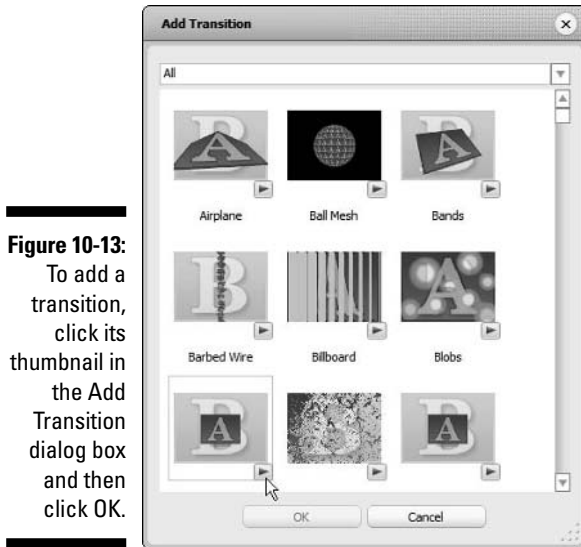 Add Transition
All
Airplane
Ball Mesh
Bands
Barbed Wire
Billboard
Blobs
OK
Cancel
Figure 10-13:
To add a
transition,
click its
thumbnail in
the Add
Transition
dialog box
and then
click OK.